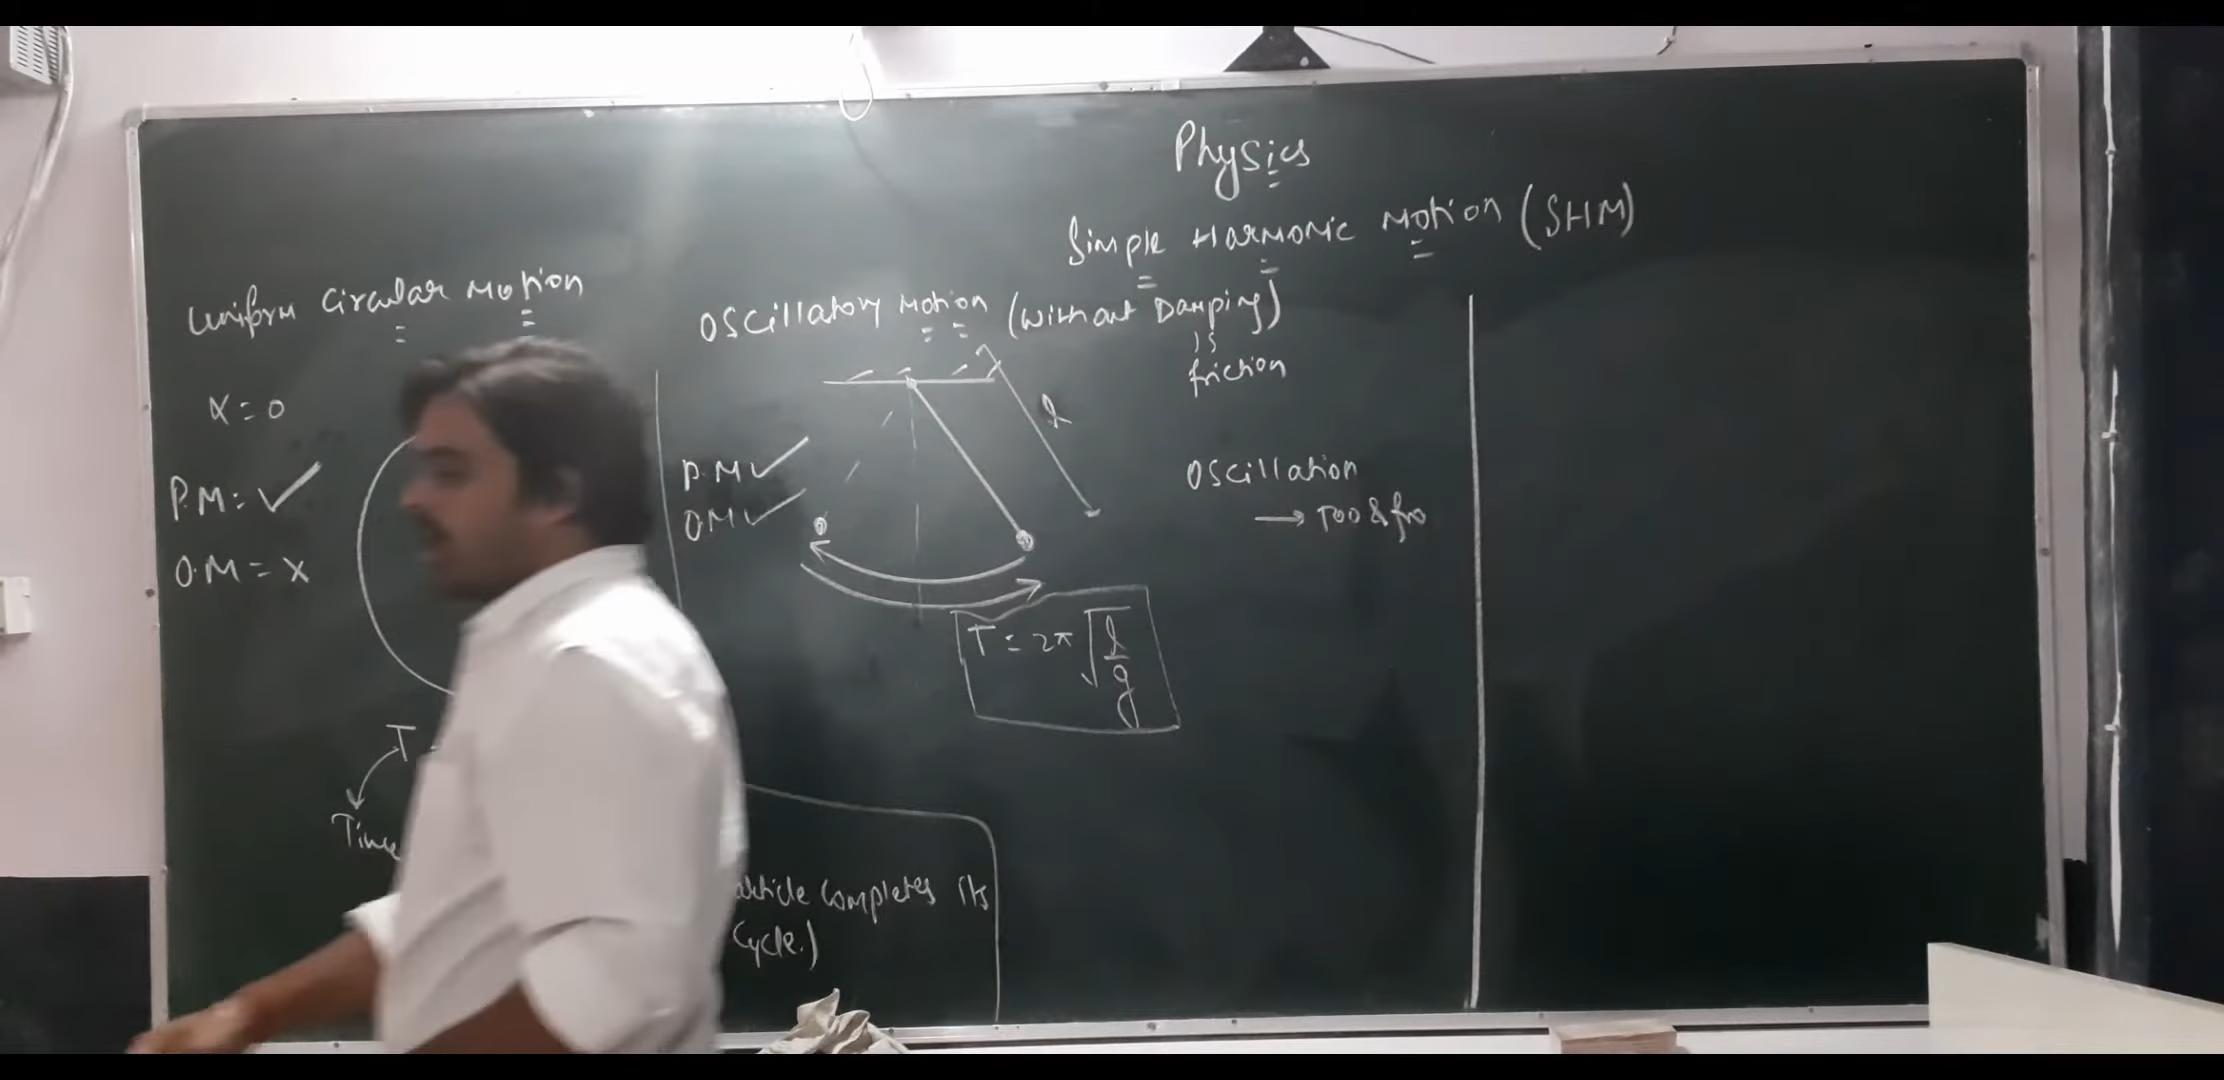 Physics
Simple Harmonic Motion (SHM)
Uniform Circular Motion
α = 0
P.M = ✓
O.M = x
T
Time
Oscillatory Motion (without Damping)
is
friction
l
P.M ✓
O.M ✓
T = 2π √l/g
Oscillation
→ Too & fro
completes its
cycle.)